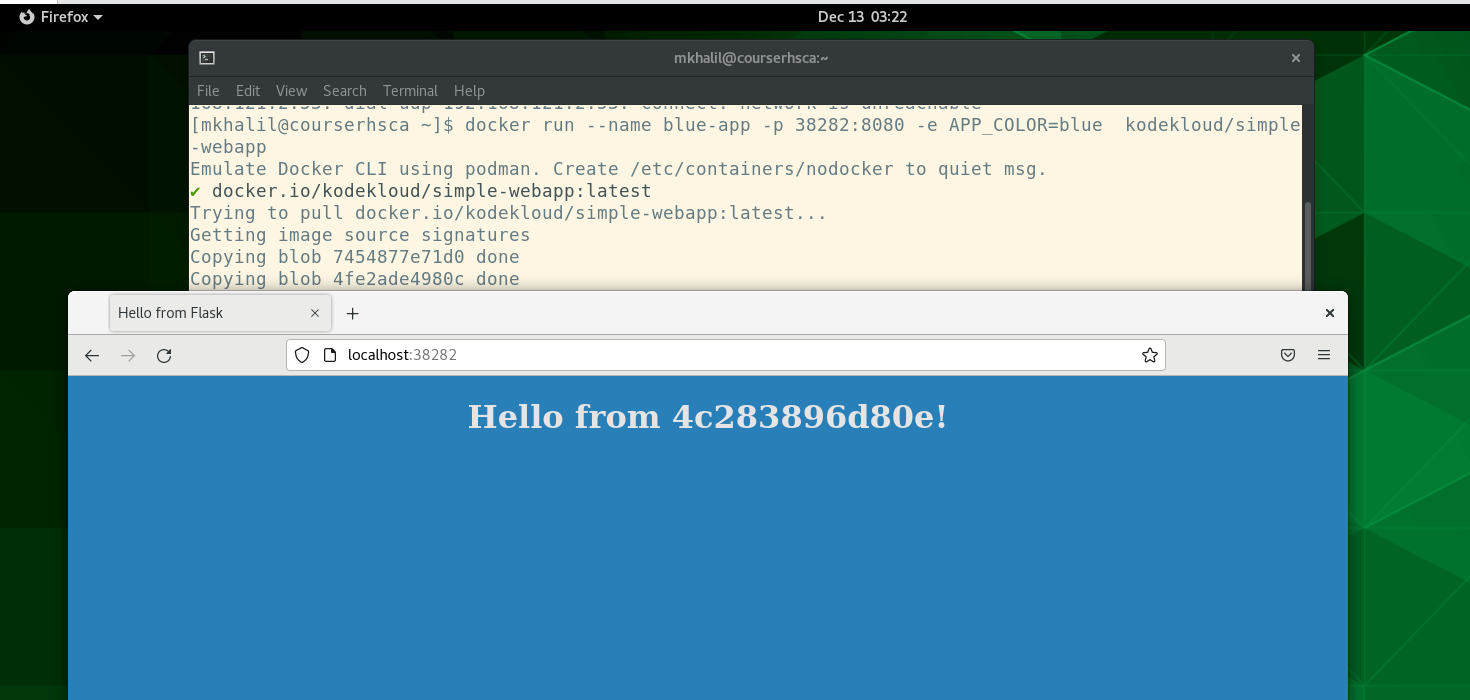 Firefox
Dec 13 03:22
mkhalil@courserhsca:~
File Edit View Search Terminal Help
[mkhalil@courserhsca ~]$ docker run --name blue-app -p 38282:8080 -e APP_COLOR=blue  kodekloud/simple
-webapp
Emulate Docker CLI using podman. Create /etc/containers/nodocker to quiet msg.
✔ docker.io/kodekloud/simple-webapp:latest
Trying to pull docker.io/kodekloud/simple-webapp:latest...
Getting image source signatures
Copying blob 7454877e71d0 done
Copying blob 4fe2ade4980c done
Hello from Flask
localhost:38282
Hello from 4c283896d80e!